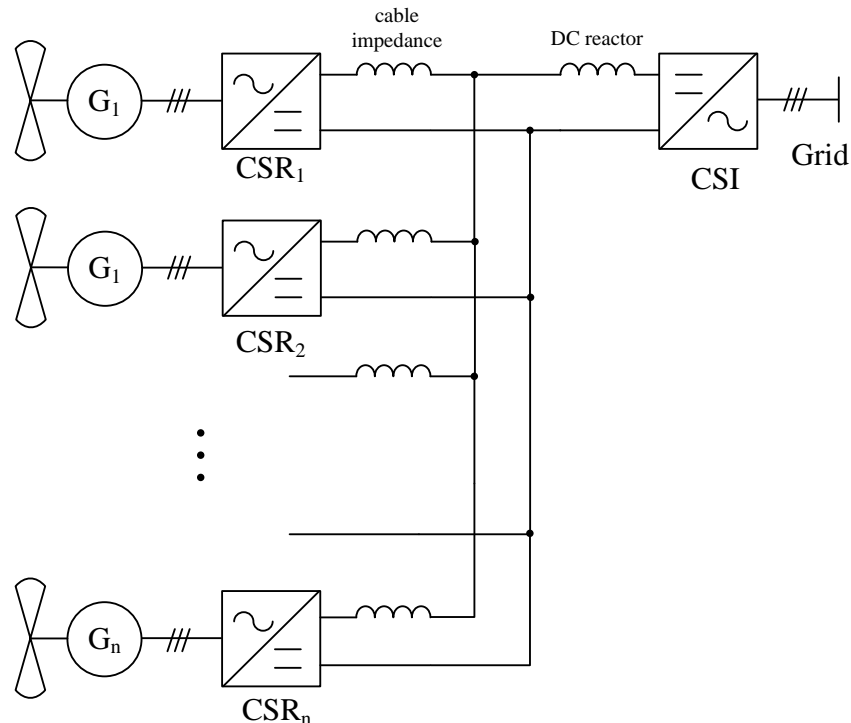 cable
impedance
DC reactor
G₁
CSR₁
CSI
Grid
G₁
CSR₂
Gₙ
CSRₙ